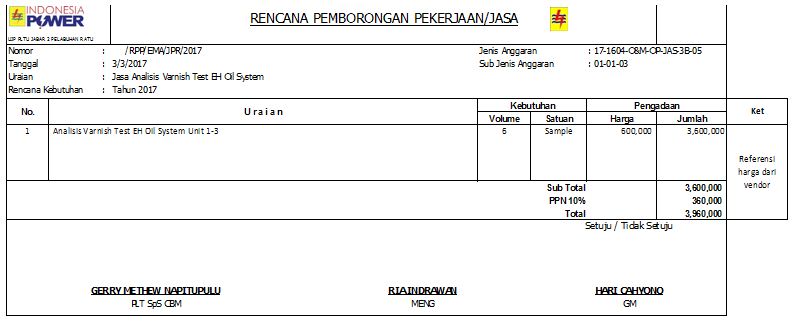 INDONESIA POWER
RENCANA PEMBORONGAN PEKERJAAN/JASA
UJP PLTU JABAR 2 PELABUHAN RATU
Nomor : /RPP/EMA/JPR/2017 Jenis Anggaran : 17-1604-O&M-OP-JAS-3B-05
Tanggal : 3/3/2017 Sub Jenis Anggaran : 01-01-03
Uraian : Jasa Analisis Varnish Test EH Oil System
Rencana Kebutuhan : Tahun 2017
No. Uraian Kebutuhan Pengadaan Ket
Volume Satuan Harga Jumlah
1 Analisis Varnish Test EH Oil System Unit 1-3 6 Sample 600,000 3,600,000
Referensi harga dari vendor
Sub Total 3,600,000
PPN 10% 360,000
Total 3,960,000
Setuju / Tidak Setuju
GERRY METHEW NAPITUPULU RIA INDRAWAN HARI CAHYONO
PLT SpS CBM MENG GM